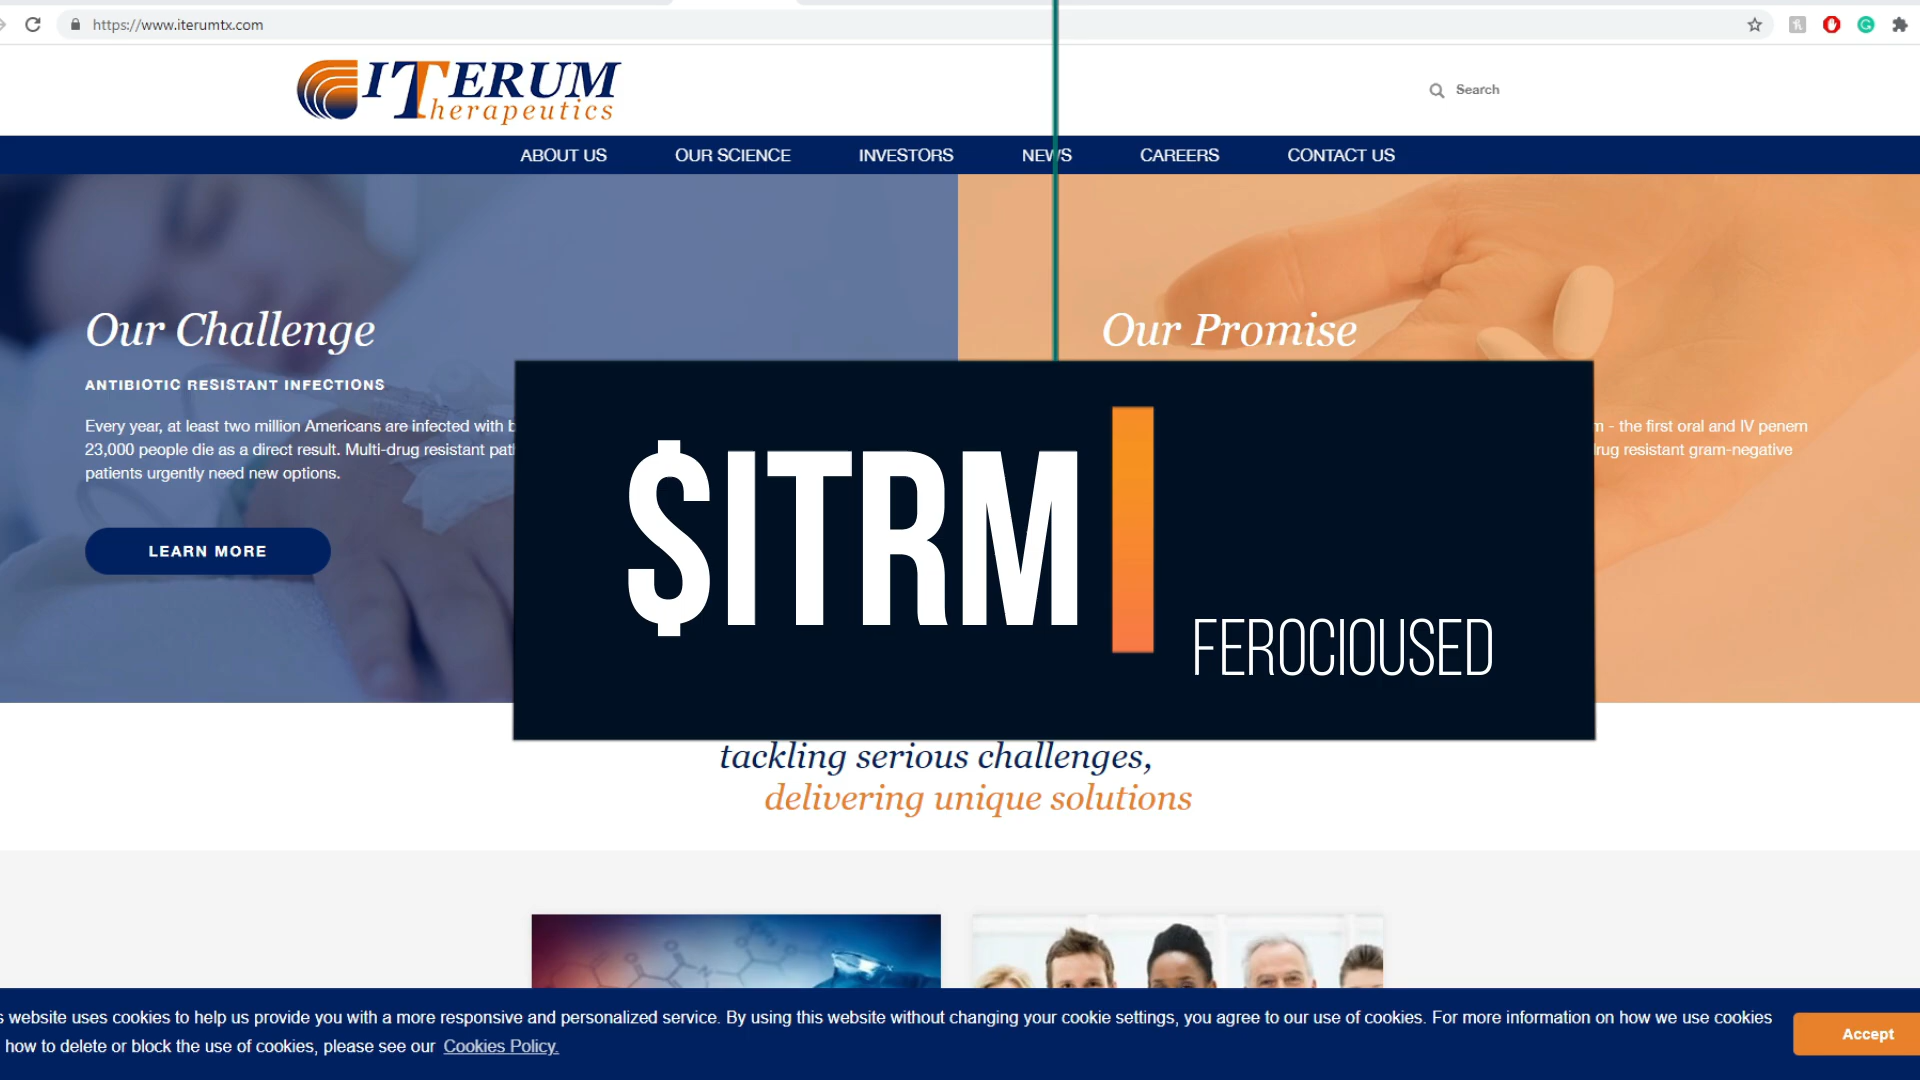 https://www.iterumtx.com
ITERUM
Therapeutics
Search
ABOUT US
OUR SCIENCE
INVESTORS
NEWS
CAREERS
CONTACT US
Our Challenge
ANTIBIOTIC RESISTANT INFECTIONS
Every year, at least two million Americans are infected with
23,000 people die as a direct result. Multi-drug resistant
patients urgently need new options.
LEARN MORE
Our Promise
- the first oral and IV penem
resistant gram-negative
$ITRM
FEROCIOUSED
tackling serious challenges,
delivering unique solutions
website uses cookies to help us provide you with a more responsive and personalized service. By using this website without changing your cookie settings, you agree to our use of cookies. For more information on how we use cookies
how to delete or block the use of cookies, please see our Cookies Policy.
Accept